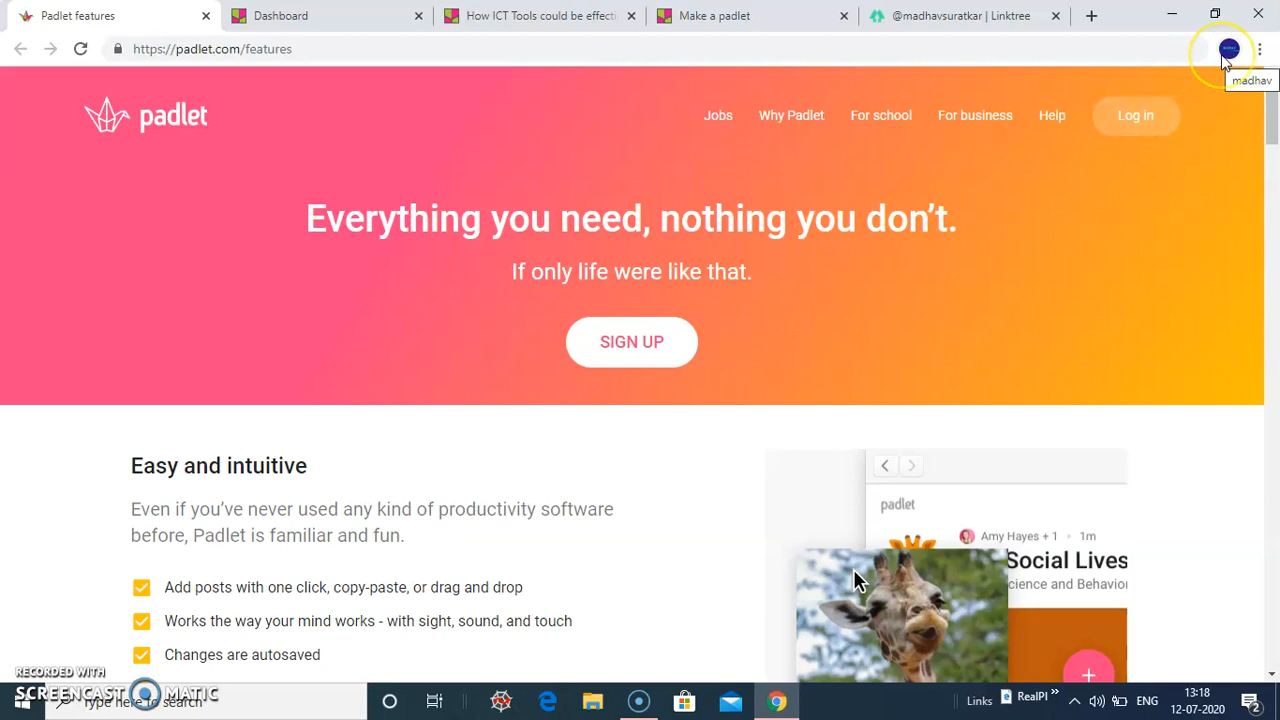 Padlet features
Dashboard
How ICT Tools could be effecti
Make a padlet
@madhavsuratkar | Linktree
https://padlet.com/features
madhav
padlet
Jobs
Why Padlet
For school
For business
Help
Log in
Everything you need, nothing you don't.
If only life were like that.
SIGN UP
Easy and intuitive
Even if you've never used any kind of productivity software
before, Padlet is familiar and fun.
Add posts with one click, copy-paste, or drag and drop
Works the way your mind works - with sight, sound, and touch
Changes are autosaved
padlet
Amy Hayes + 1 • 1m
Social Lives
cience and Behavio
RECORDED WITH
SCREENCAST MATIC
Type here to search
Links
RealPl
ENG
13:18
12-07-2020
2